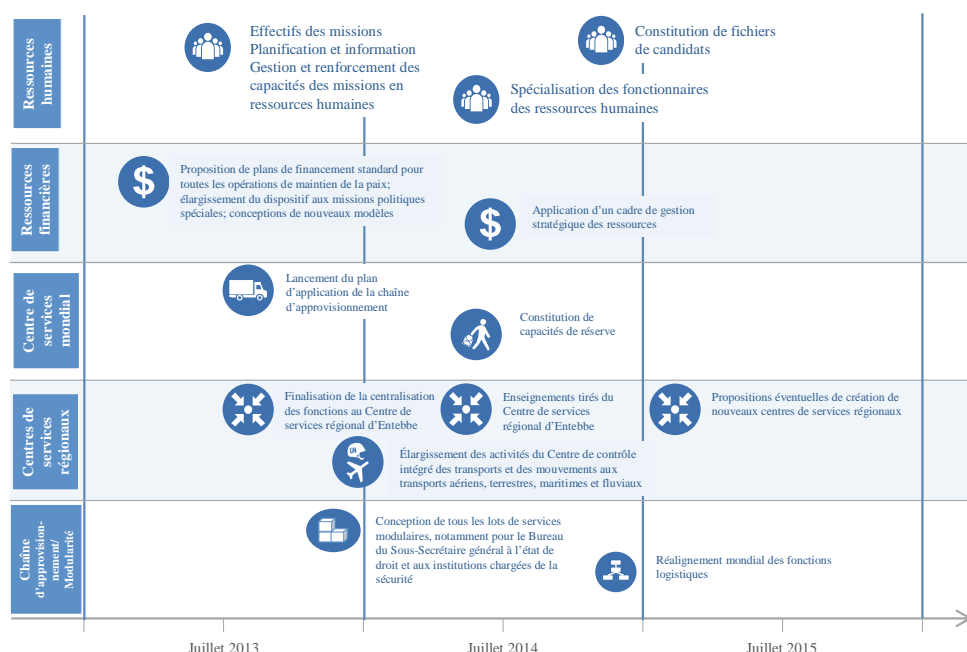 Ressources
humaines
Effectifs des missions
Planification et information
Gestion et renforcement des
capacités des missions en
ressources humaines
Constitution de fichiers
de candidats
Spécialisation des fonctionnaires
des ressources humaines
Ressources
financières
$
Proposition de plans de financement standard pour
toutes les opérations de maintien de la paix;
élargissement du dispositif aux missions politiques
spéciales; conceptions de nouveaux modèles
$
Application d’un cadre de gestion
stratégique des ressources
Centre de
services
mondial
Lancement du plan
d’application de la chaîne
d’approvisionnement
Constitution de
capacités de réserve
Centres de
services
régionaux
Finalisation de la centralisation
des fonctions au Centre de
services régional d’Entebbe
Enseignements tirés du
Centre de services
régional d’Entebbe
Propositions éventuelles de création de
nouveaux centres de services régionaux
UN
Élargissement des activités du Centre de contrôle
intégré des transports et des mouvements aux
transports aériens, terrestres, maritimes et fluviaux
Chaîne
d’approvision-
nement/
Modularité
Conception de tous les lots de services
modulaires, notamment pour le Bureau
du Sous-Secrétaire général à l’état de
droit et aux institutions chargées de la
sécurité
Réalignement mondial des fonctions
logistiques
Juillet 2013
Juillet 2014
Juillet 2015